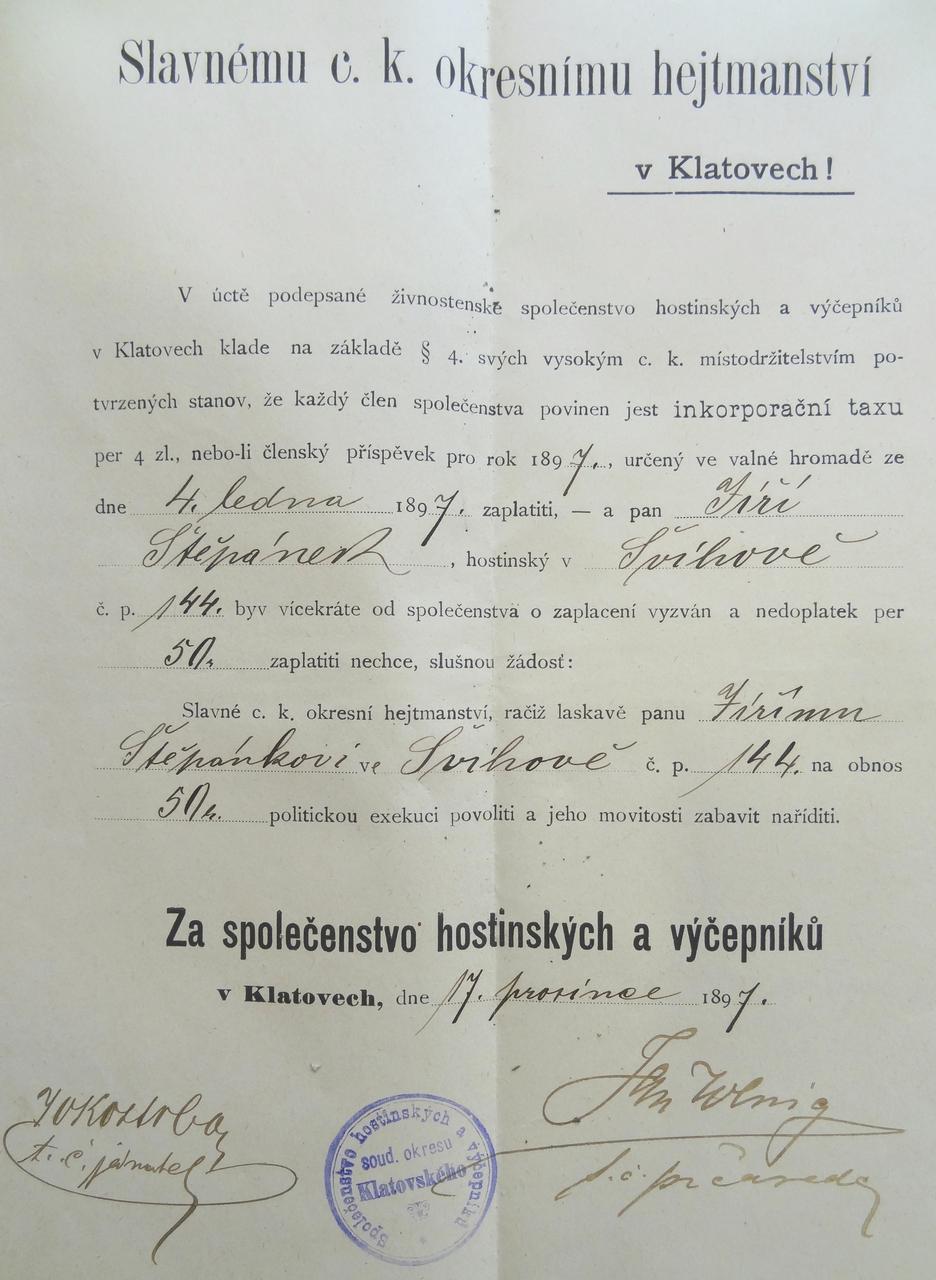 Slavnému c. k. okresnímu hejtmanství
v Klatovech!
V úctě podepsané živnostenské společenstvo hostinských a výčepníků
v Klatovech klade na základě § 4. svých vysokým c. k. místodržitelstvím po-
tvrzených stanov, že každý člen společenstva povinen jest inkorporační taxu
per 4 zl., nebo-li členský příspěvek pro rok 1897., určený ve valné hromadě ze
dne 4. ledna 1897. zaplatiti, — a pan Jiří
Štěpánek, hostinský v Švihově
č. p. 144. byv vícekráte od společenstva o zaplacení vyzván a nedoplatek per
50 zaplatiti nechce, slušnou žádosť:
Slavné c. k. okresní hejtmanství, račiž laskavě panu Jiřímu
Štěpánkovi ve Švihově č. p. 144. na obnos
50 politickou exekuci povoliti a jeho movitosti zabavit naříditi.
Za společenstvo hostinských a výčepníků
v Klatovech, dne 17. prosince 1897.
t. č. jednatel
Společenstvo hostinských a výčepníků
soud. okresu
Klatovského